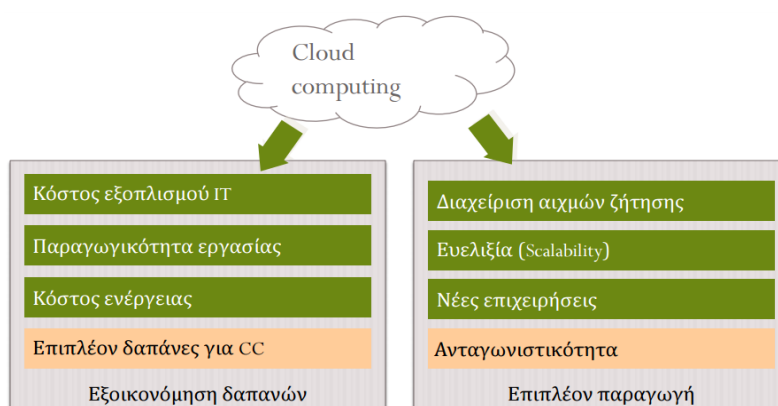 Cloud
computing
Κόστος εξοπλισμού IT
Παραγωγικότητα εργασίας
Κόστος ενέργειας
Επιπλέον δαπάνες για CC
Εξοικονόμηση δαπανών
Διαχείριση αιχμών ζήτησης
Ευελιξία (Scalability)
Νέες επιχειρήσεις
Ανταγωνιστικότητα
Επιπλέον παραγωγή